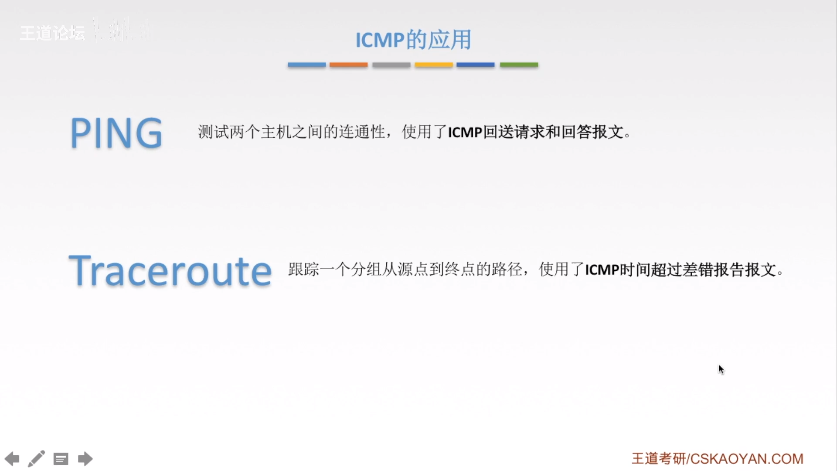 王道论坛
ICMP的应用
PING 测试两个主机之间的连通性，使用了ICMP回送请求和回答报文。
Traceroute 跟踪一个分组从源点到终点的路径，使用了ICMP时间超过差错报告报文。
王道考研/CSKAOYAN.COM